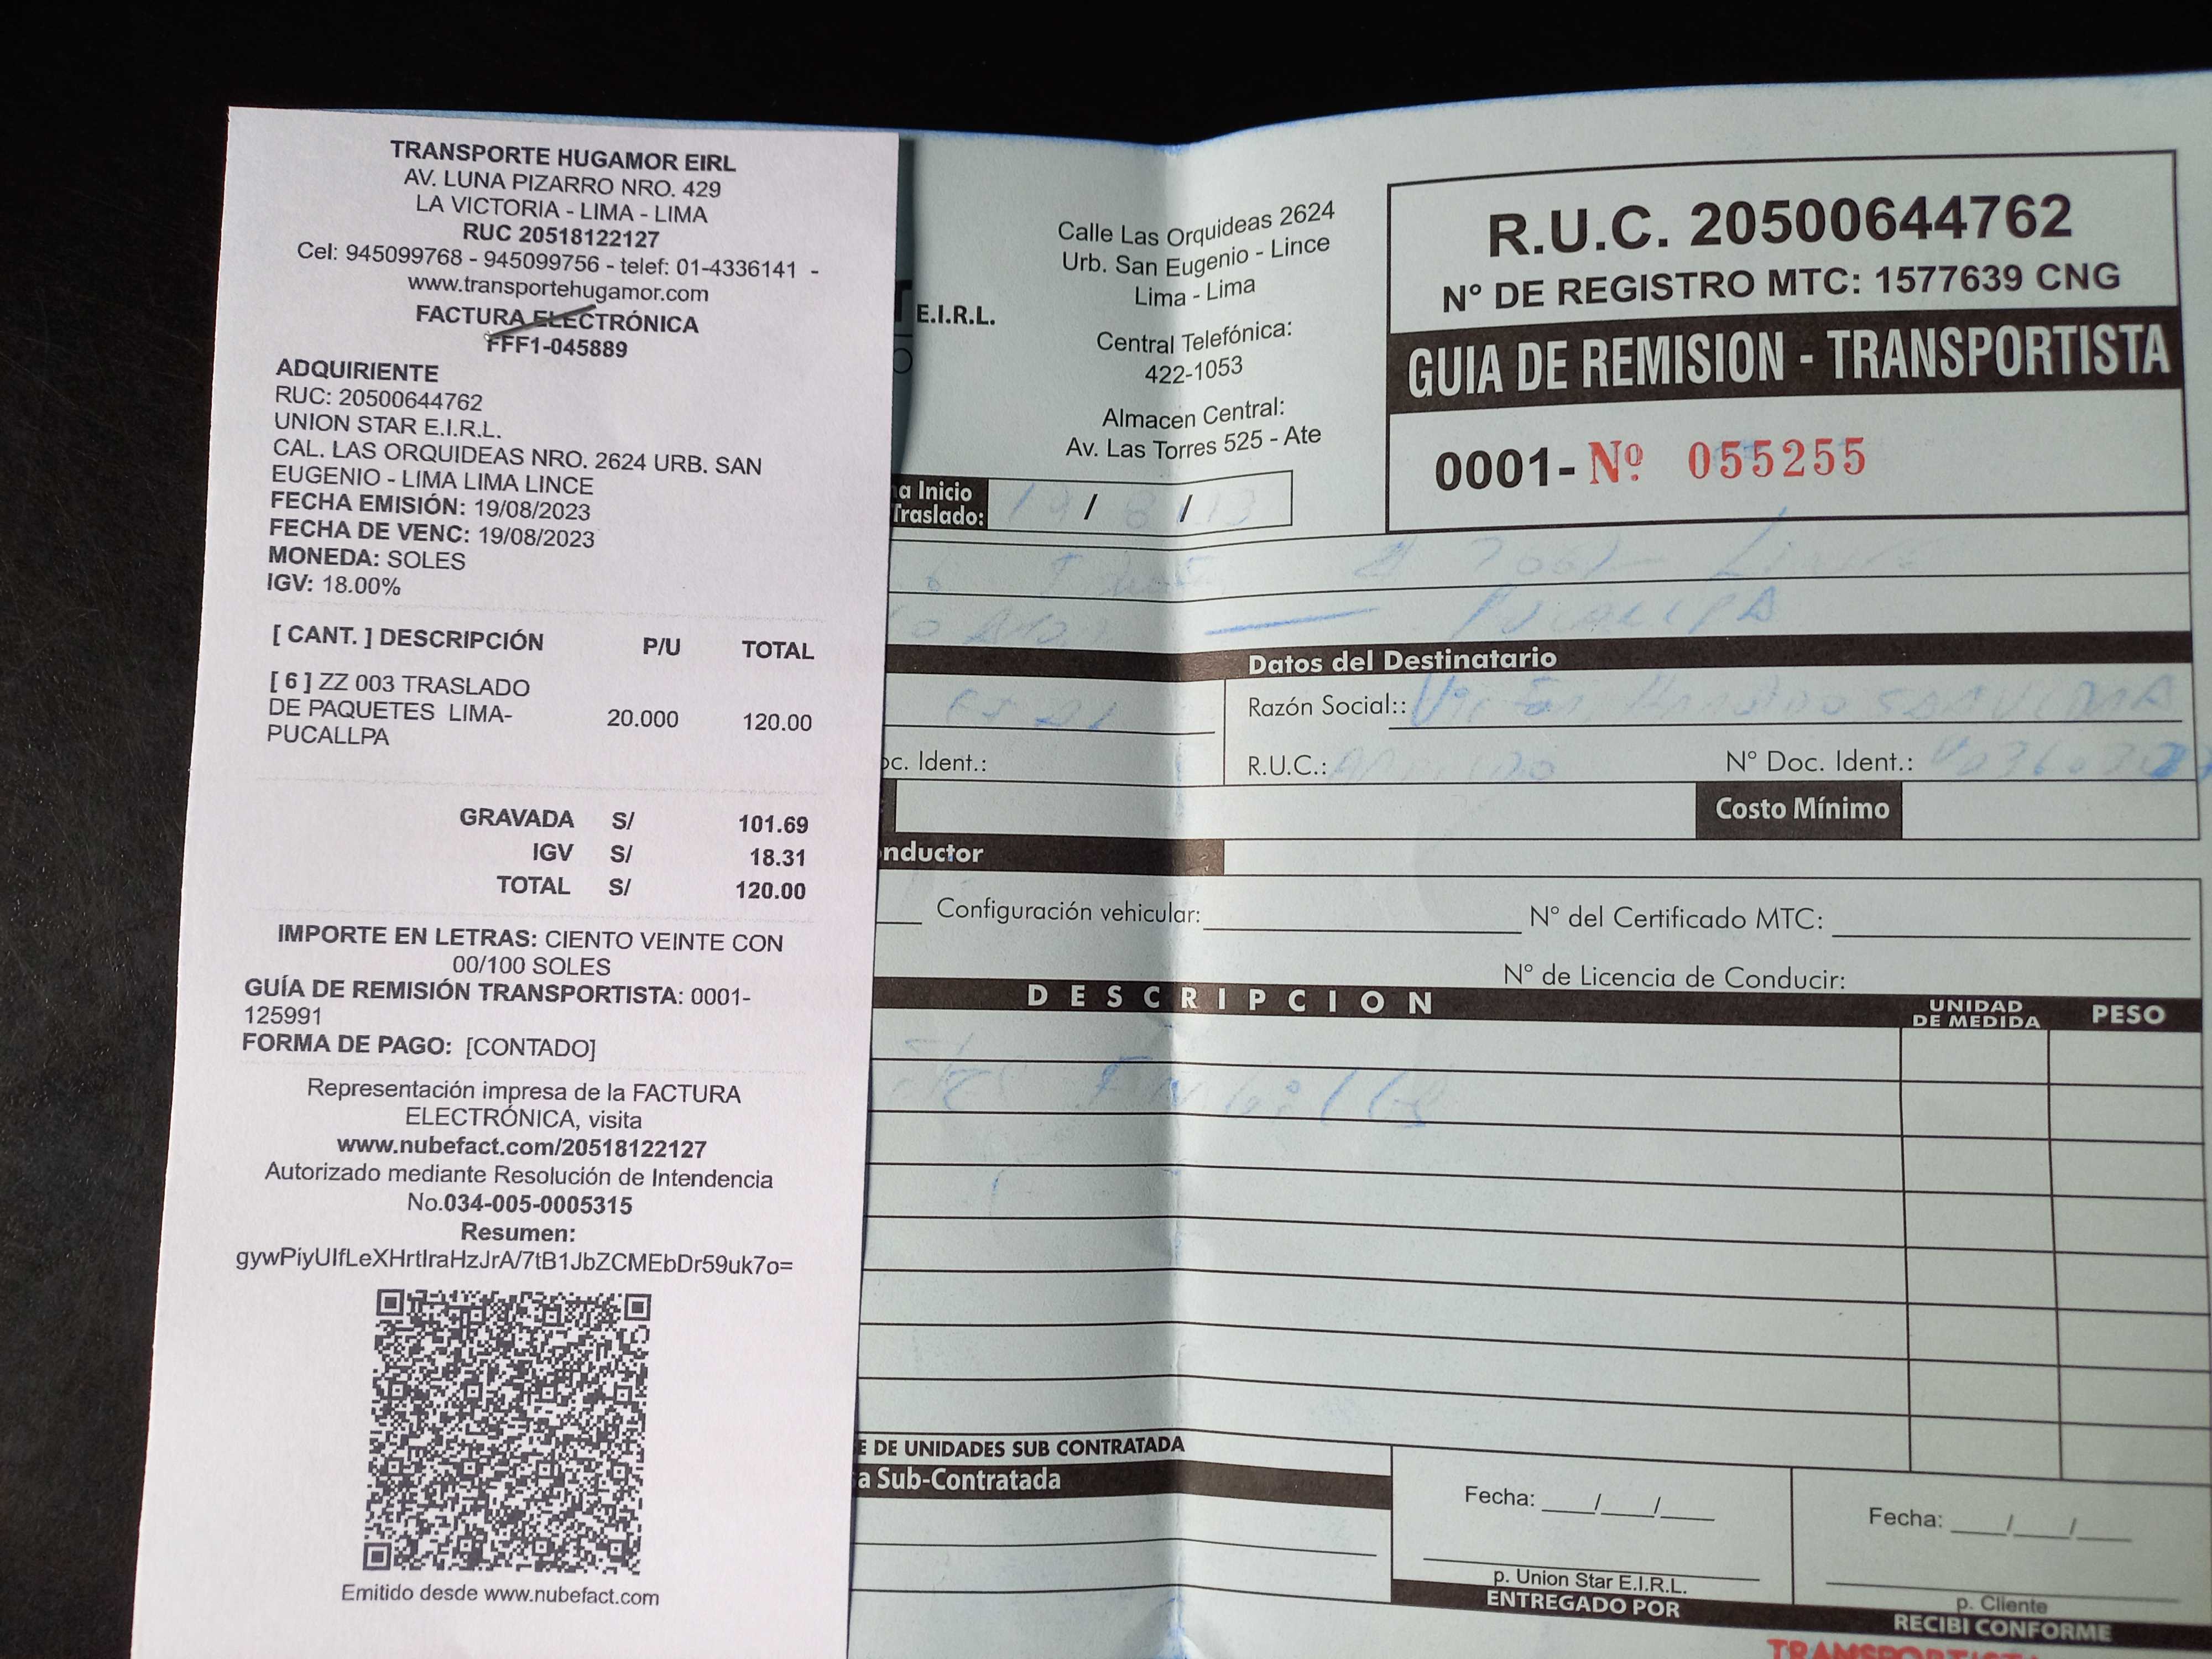 TRANSPORTE HUGAMOR EIRL
AV. LUNA PIZARRO NRO. 429
LA VICTORIA - LIMA - LIMA
RUC 20518122127
Cel: 945099768 - 945099756 - telef: 01-4336141 -
www.transportehugamor.com
FACTURA ELECTRÓNICA
FFF1-045889
ADQUIRIENTE
RUC: 20500644762
UNION STAR E.I.R.L.
CAL. LAS ORQUIDEAS NRO. 2624 URB. SAN
EUGENIO - LIMA LIMA LINCE
FECHA EMISIÓN: 19/08/2023
FECHA DE VENC: 19/08/2023
MONEDA: SOLES
IGV: 18.00%
[ CANT. ] DESCRIPCIÓN P/U TOTAL
[ 6 ] ZZ 003 TRASLADO
DE PAQUETES LIMA- 20.000 120.00
PUCALLPA
GRAVADA S/ 101.69
IGV S/ 18.31
TOTAL S/ 120.00
IMPORTE EN LETRAS: CIENTO VEINTE CON
00/100 SOLES
GUÍA DE REMISIÓN TRANSPORTISTA: 0001-
125991
FORMA DE PAGO: [CONTADO]
Representación impresa de la FACTURA
ELECTRÓNICA, visita
www.nubefact.com/20518122127
Autorizado mediante Resolución de Intendencia
No.034-005-0005315
Resumen:
gywPiyUIfLeXHrtIraHzJrA/7tB1JbZCMEbDr59uk7o=
Emitido desde www.nubefact.com
E.I.R.L.
Calle Las Orquideas 2624
Urb. San Eugenio - Lince
Lima - Lima
Central Telefónica:
422-1053
Almacen Central:
Av. Las Torres 525 - Ate
R.U.C. 20500644762
N° DE REGISTRO MTC: 1577639 CNG
GUIA DE REMISION - TRANSPORTISTA
0001- Nº 055255
a Inicio
Traslado: / /
PUCALLPA
Datos del Destinatario
Razón Social::
oc. Ident.: R.U.C.: N° Doc. Ident.:
Costo Mínimo
nductor
Configuración vehicular: N° del Certificado MTC:
N° de Licencia de Conducir:
DESCRIPCION UNIDAD DE MEDIDA PESO
E DE UNIDADES SUB CONTRATADA
a Sub-Contratada
Fecha: / /
p. Union Star E.I.R.L.
ENTREGADO POR
Fecha: / /
p. Cliente
RECIBI CONFORME
TRANSPORTISTA